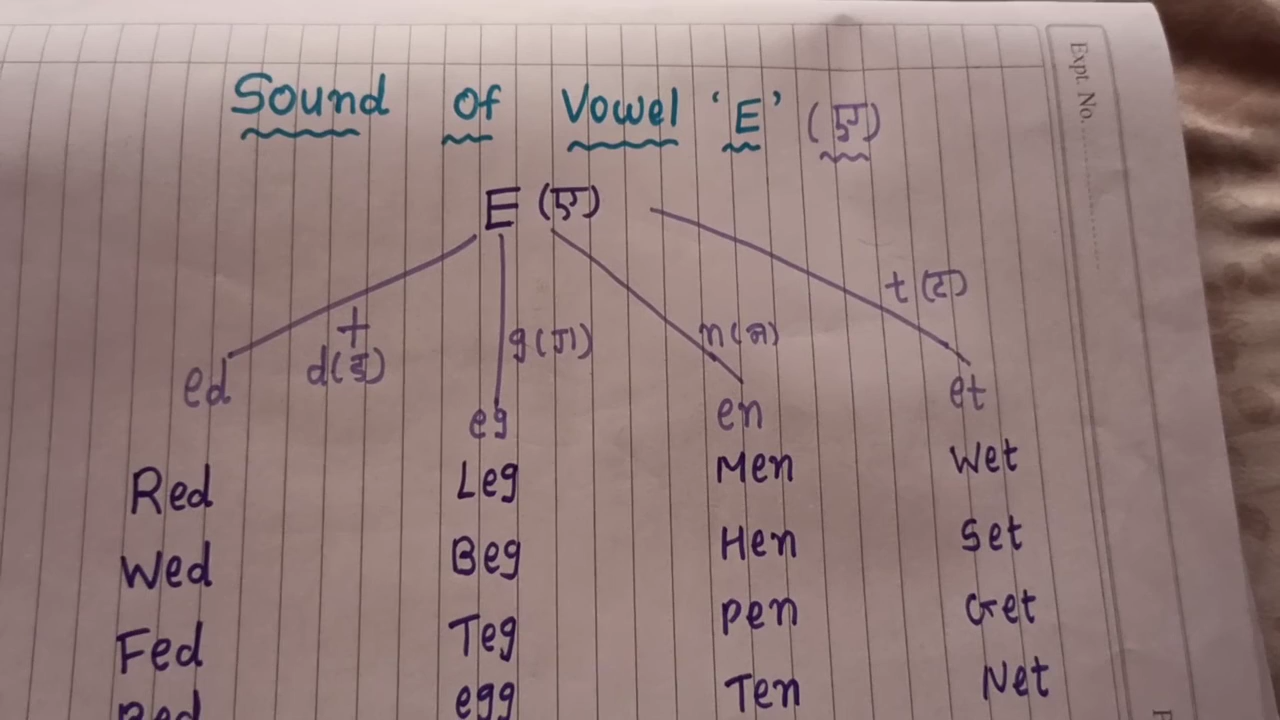 Sound of Vowel 'E' (ए)
E (ए)
t (ट)
+ g (ग) n (न)
d (ड)
ed eg en et
Red Leg Men Wet
Wed Beg Hen Set
Fed Teg Pen Get
Bed egg Ten Net
Expt. No.